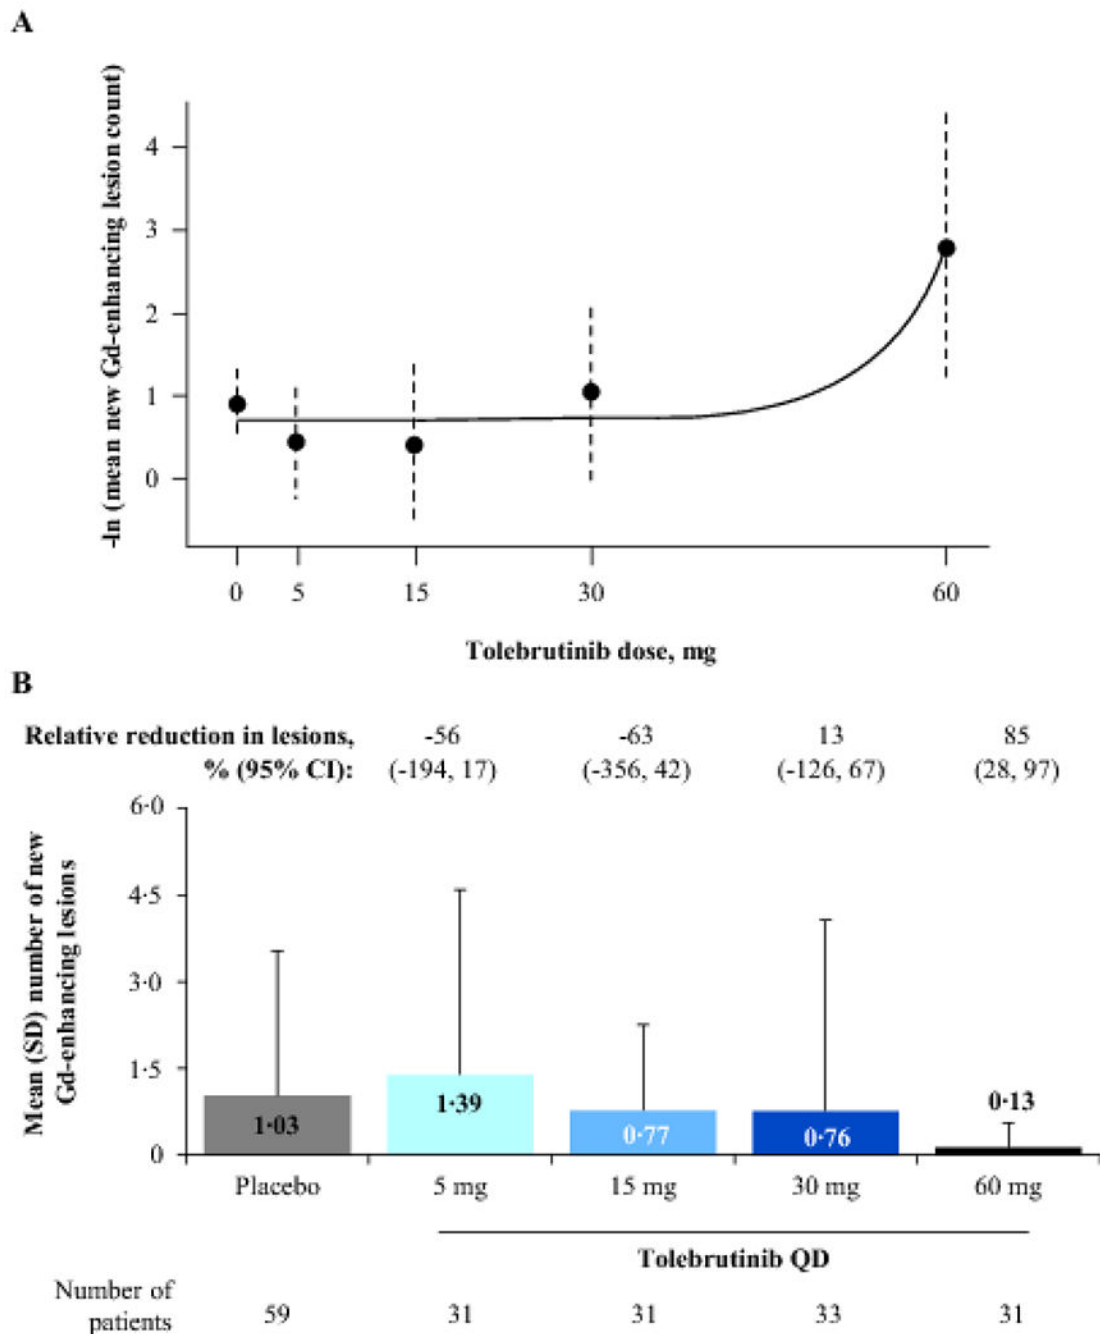 A
-ln (mean new Gd-enhancing lesion count)
4
3
2
1
0
0 5 15 30 60
Tolebrutinib dose, mg
B
Relative reduction in lesions, -56 -63 13 85
% (95% CI): (-194, 17) (-356, 42) (-126, 67) (28, 97)
Mean (SD) number of new
Gd-enhancing lesions
6·0
4·5
3·0
1·5
0
1·03 1·39 0·77 0·76 0·13
Placebo 5 mg 15 mg 30 mg 60 mg
Tolebrutinib QD
Number of
patients 59 31 31 33 31